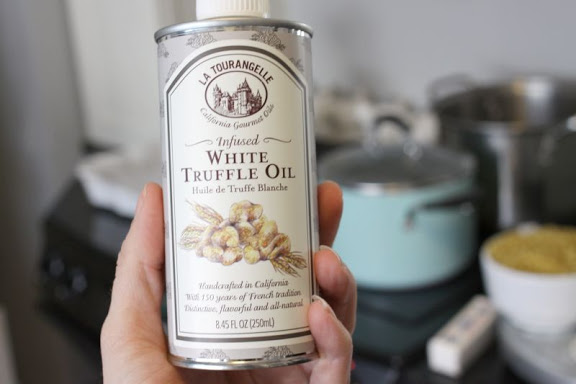 LA TOURANGELLE
California Gourmet Oils
Infused
WHITE
TRUFFLE OIL
Huile de Truffe Blanche
Handcrafted in California
With 150 years of French tradition
Distinctive, flavorful and all-natural
8.45 FL OZ (250mL)